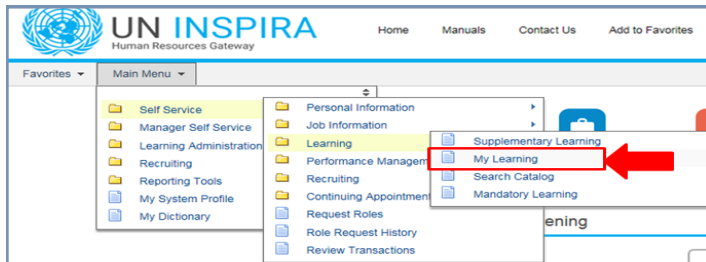 UN INSPIRA
Human Resources Gateway
Home Manuals Contact Us Add to Favorites
Favorites Main Menu
Self Service
Manager Self Service
Learning Administration
Recruiting
Reporting Tools
My System Profile
My Dictionary
Personal Information
Job Information
Learning
Performance Managem
Recruiting
Continuing Appointmen
Request Roles
Role Request History
Review Transactions
Supplementary Learning
My Learning
Search Catalog
Mandatory Learning
ening